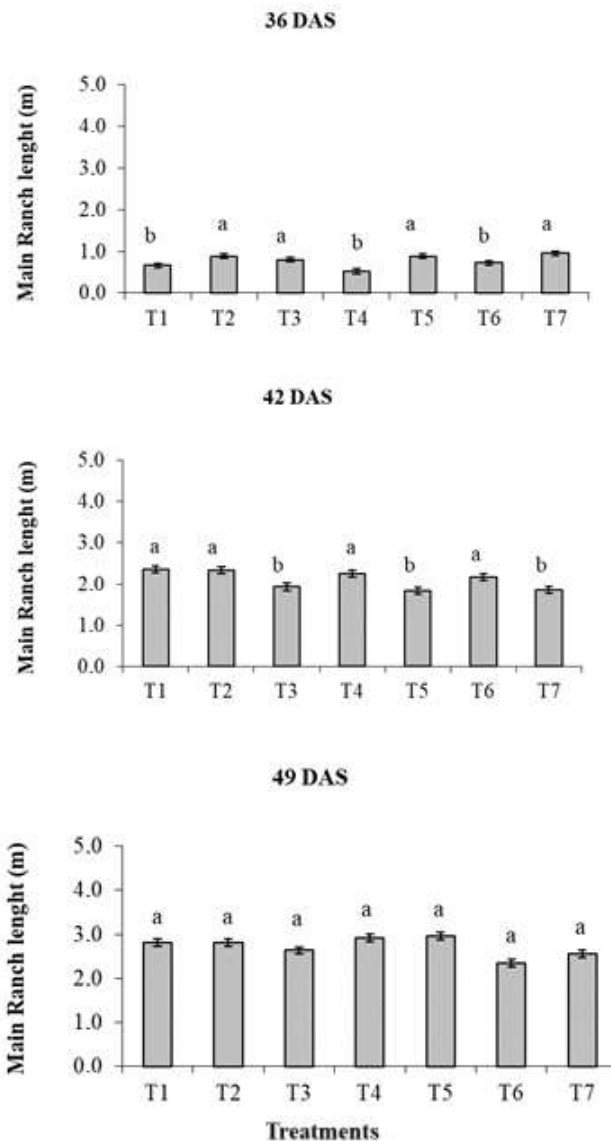 36 DAS
Main Ranch lenght (m)
5.0
4.0
3.0
2.0
1.0
0.0
b a a b a b a
T1 T2 T3 T4 T5 T6 T7
42 DAS
Main Ranch lenght (m)
5.0
4.0
3.0
2.0
1.0
0.0
a a b a b a b
T1 T2 T3 T4 T5 T6 T7
49 DAS
Main Ranch lenght (m)
5.0
4.0
3.0
2.0
1.0
0.0
a a a a a a a
T1 T2 T3 T4 T5 T6 T7
Treatments